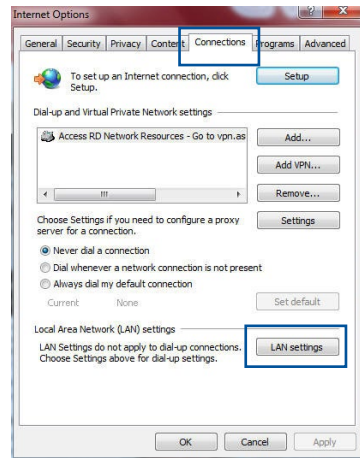 Internet Options
General Security Privacy Content Connections Programs Advanced
To set up an Internet connection, click
Setup.
Setup
Dial-up and Virtual Private Network settings
Access RD Network Resources - Go to vpn.as
Add...
Add VPN...
Remove...
Choose Settings if you need to configure a proxy
server for a connection.
Settings
Never dial a connection
Dial whenever a network connection is not present
Always dial my default connection
Current None
Set default
Local Area Network (LAN) settings
LAN Settings do not apply to dial-up connections.
Choose Settings above for dial-up settings.
LAN settings
OK Cancel Apply